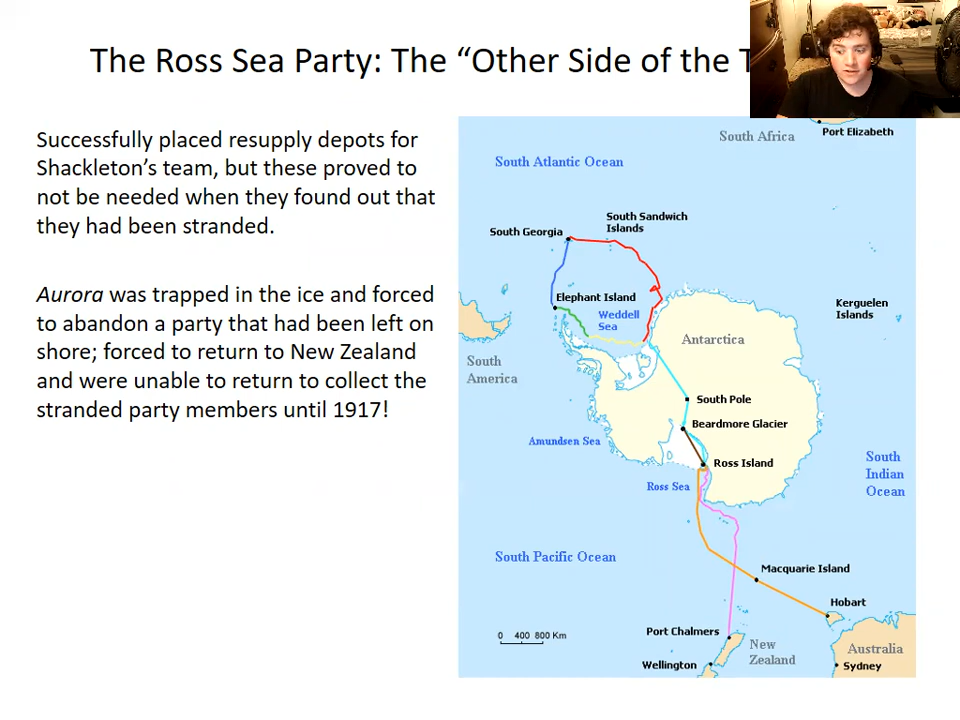 The Ross Sea Party: The “Other Side of the
Successfully placed resupply depots for
Shackleton’s team, but these proved to
not be needed when they found out that
they had been stranded.
Aurora was trapped in the ice and forced
to abandon a party that had been left on
shore; forced to return to New Zealand
and were unable to return to collect the
stranded party members until 1917!
South Africa
Port Elizabeth
South Atlantic Ocean
South Sandwich
Islands
South Georgia
Elephant Island
Weddell
Sea
Kerguelen
Islands
Antarctica
South
America
South Pole
Beardmore Glacier
Amundsen Sea
Ross Island
South
Indian
Ocean
Ross Sea
South Pacific Ocean
Macquarie Island
Hobart
0 400 800 Km
Port Chalmers
New
Zealand
Australia
Wellington
Sydney